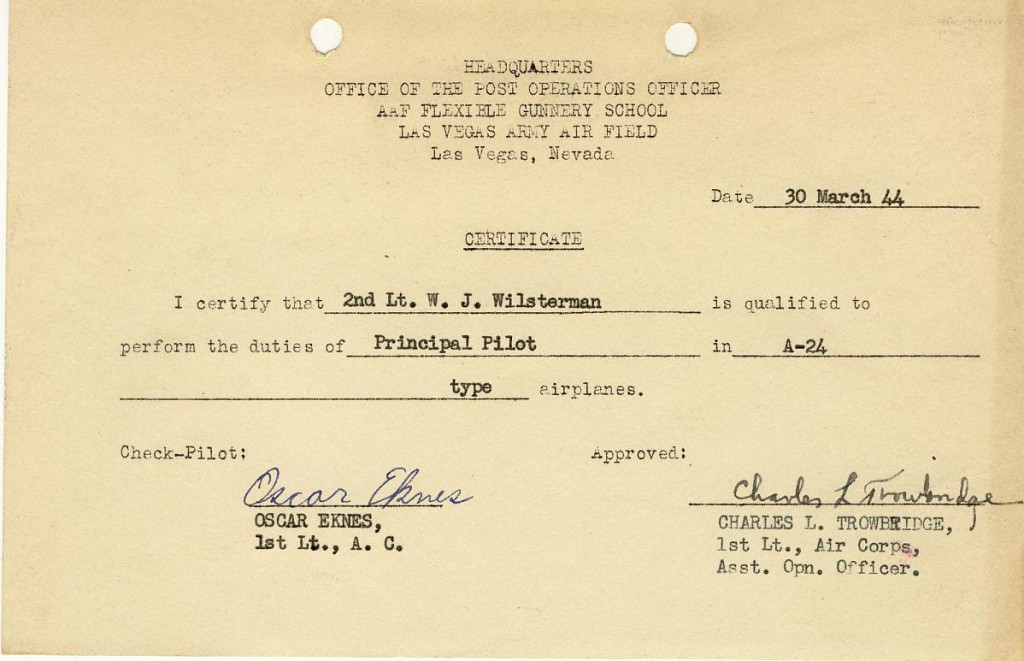 HEADQUARTERS
OFFICE OF THE POST OPERATIONS OFFICER
AAF FLEXIBLE GUNNERY SCHOOL
LAS VEGAS ARMY AIR FIELD
Las Vegas, Nevada
Date 30 March 44
CERTIFICATE
I certify that 2nd Lt. W. J. Wilsterman is qualified to
perform the duties of Principal Pilot in A-24
type airplanes.
Check-Pilot: Approved:
Oscar Eknes Charles L Trowbridge
OSCAR EKNES, CHARLES L. TROWBRIDGE,
1st Lt., A. C. 1st Lt., Air Corps,
Asst. Opn. Officer.